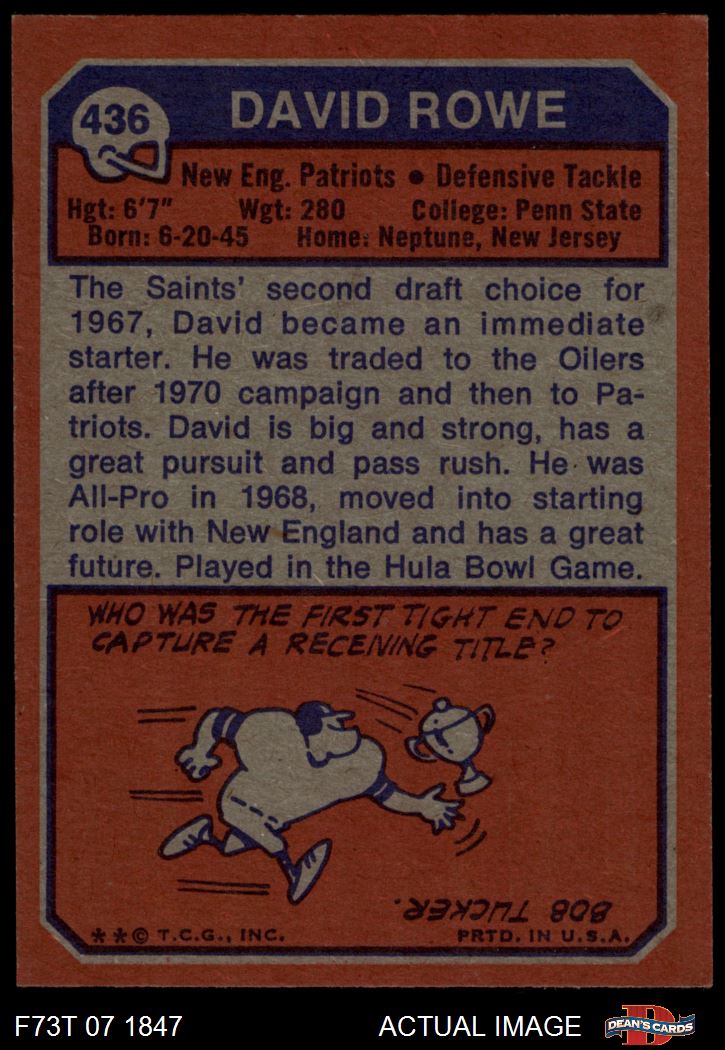 436
DAVID ROWE
New Eng. Patriots • Defensive Tackle
Hgt: 6'7" Wgt: 280 College: Penn State
Born: 6-20-45 Home: Neptune, New Jersey
The Saints' second draft choice for
1967, David became an immediate
starter. He was traded to the Oilers
after 1970 campaign and then to Pa-
triots. David is big and strong, has a
great pursuit and pass rush. He was
All-Pro in 1968, moved into starting
role with New England and has a great
future. Played in the Hula Bowl Game.
WHO WAS THE FIRST TIGHT END TO
CAPTURE A RECEIVING TITLE?
BOB TUCKER.
**© T.C.G., INC. PRTD. IN U.S.A.
F73T 07 1847 ACTUAL IMAGE
D
DEAN'S CARDS